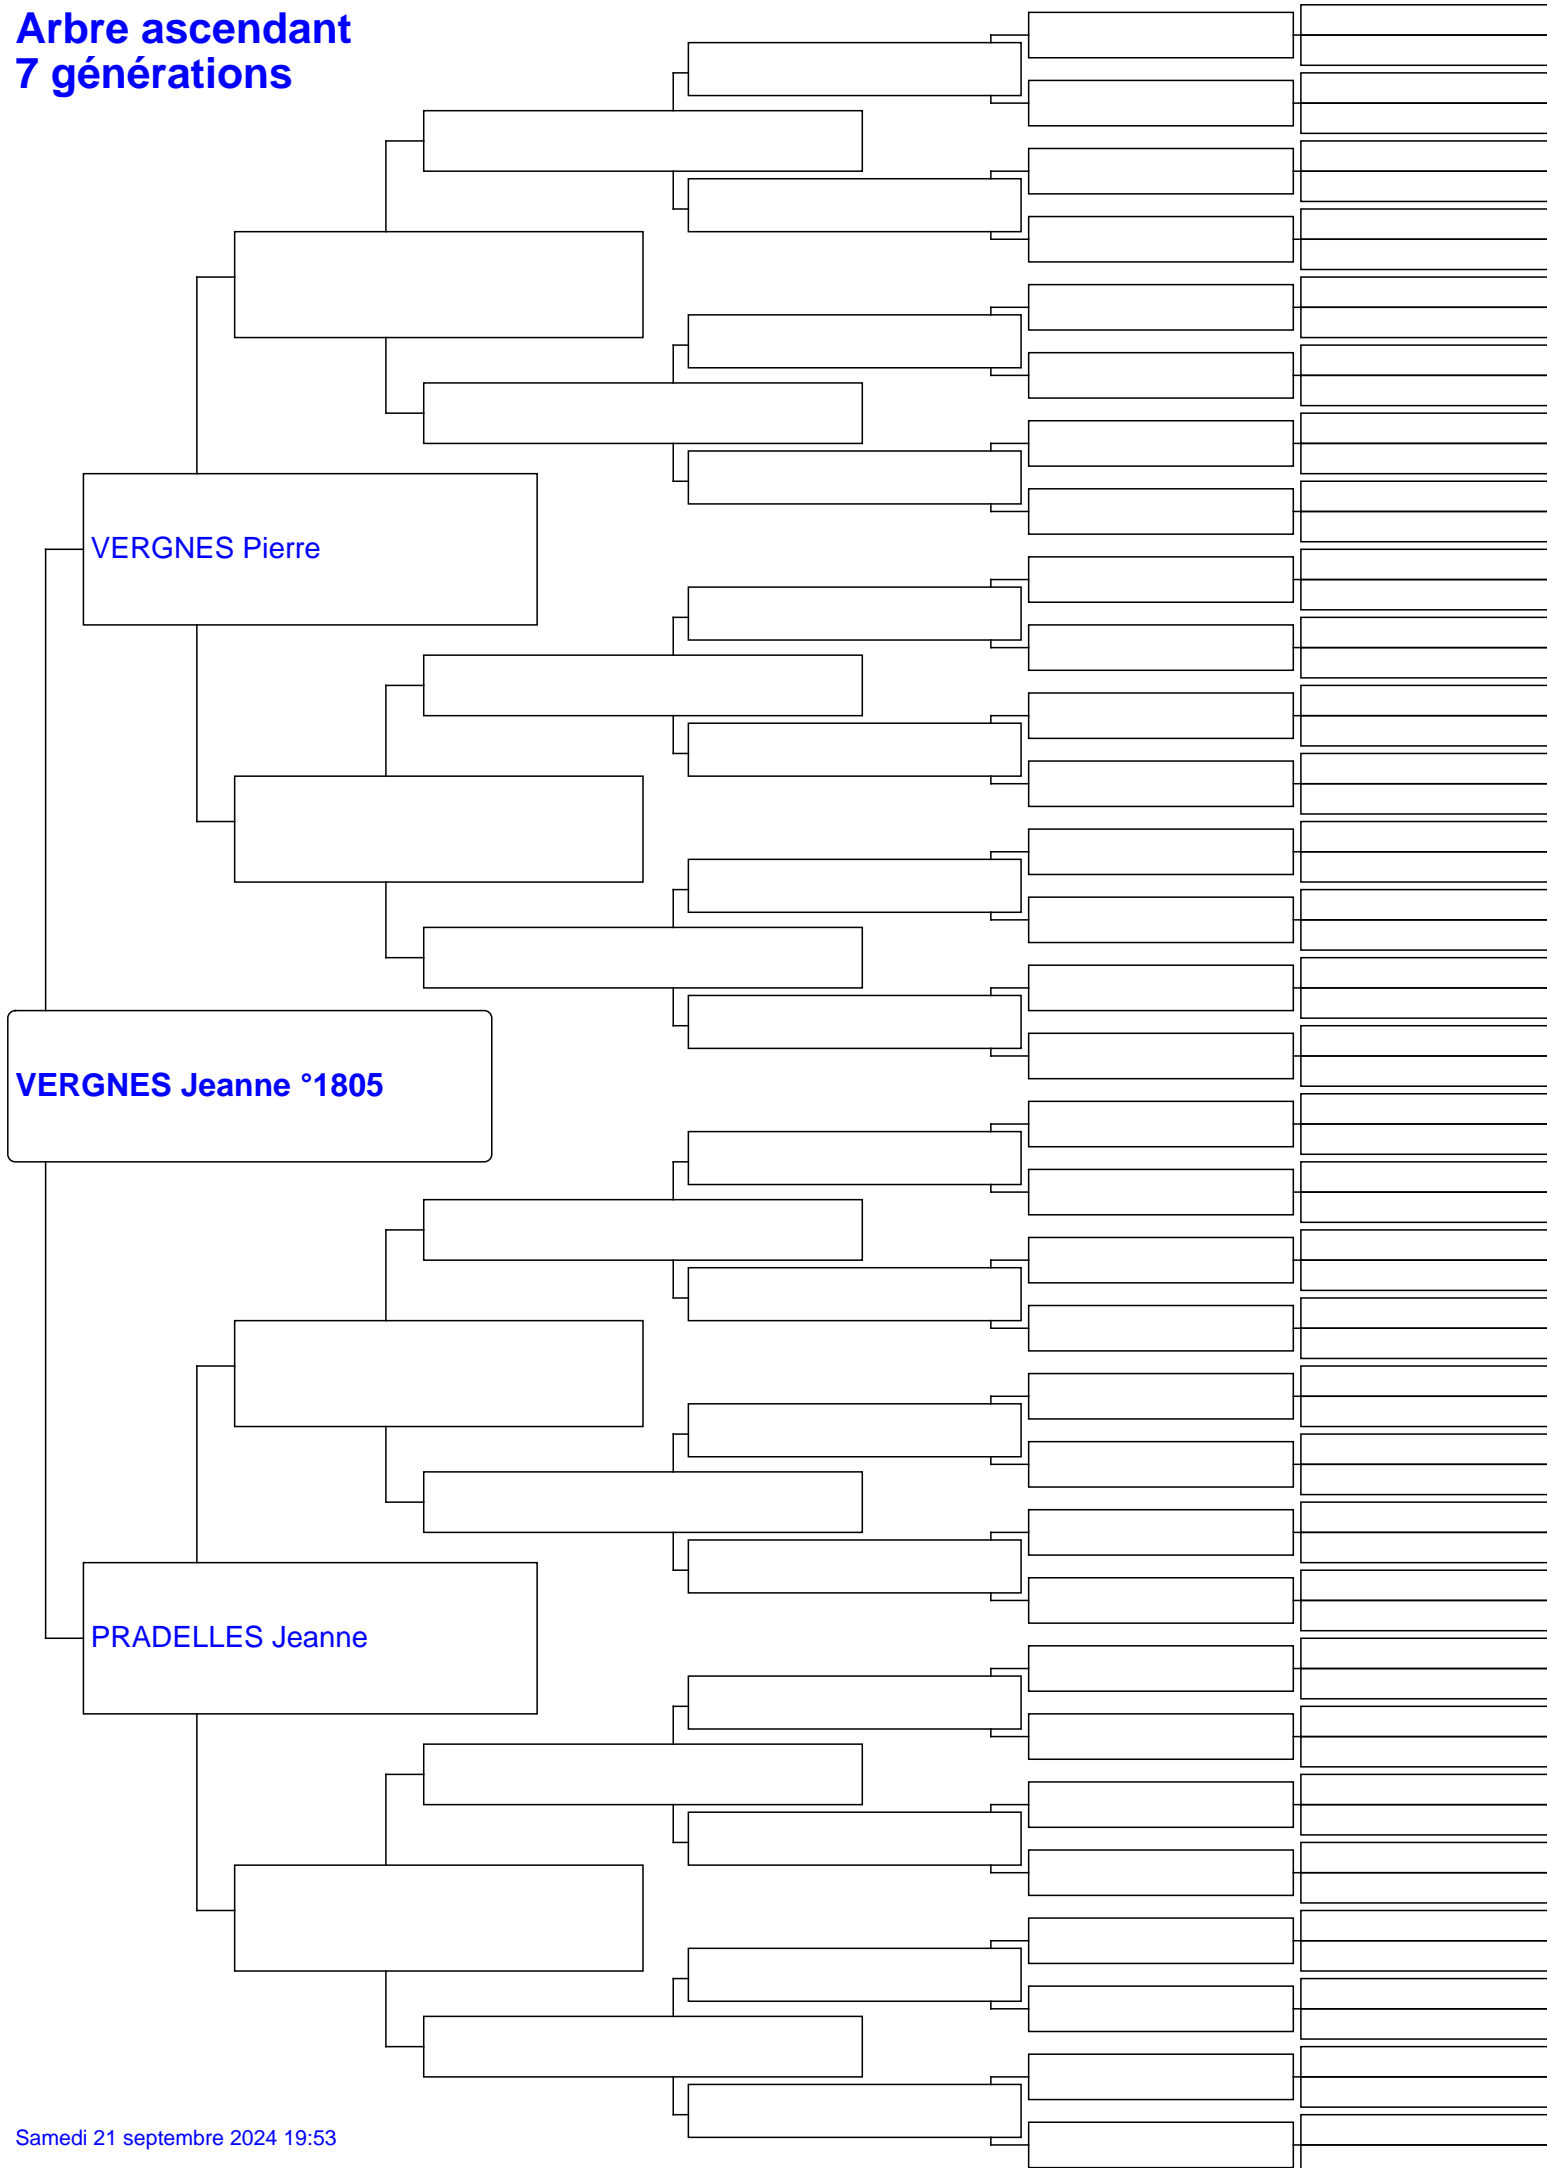 Arbre ascendant
7 générations
VERGNES Pierre
VERGNES Jeanne °1805
PRADELLES Jeanne
Samedi 21 septembre 2024 19:53